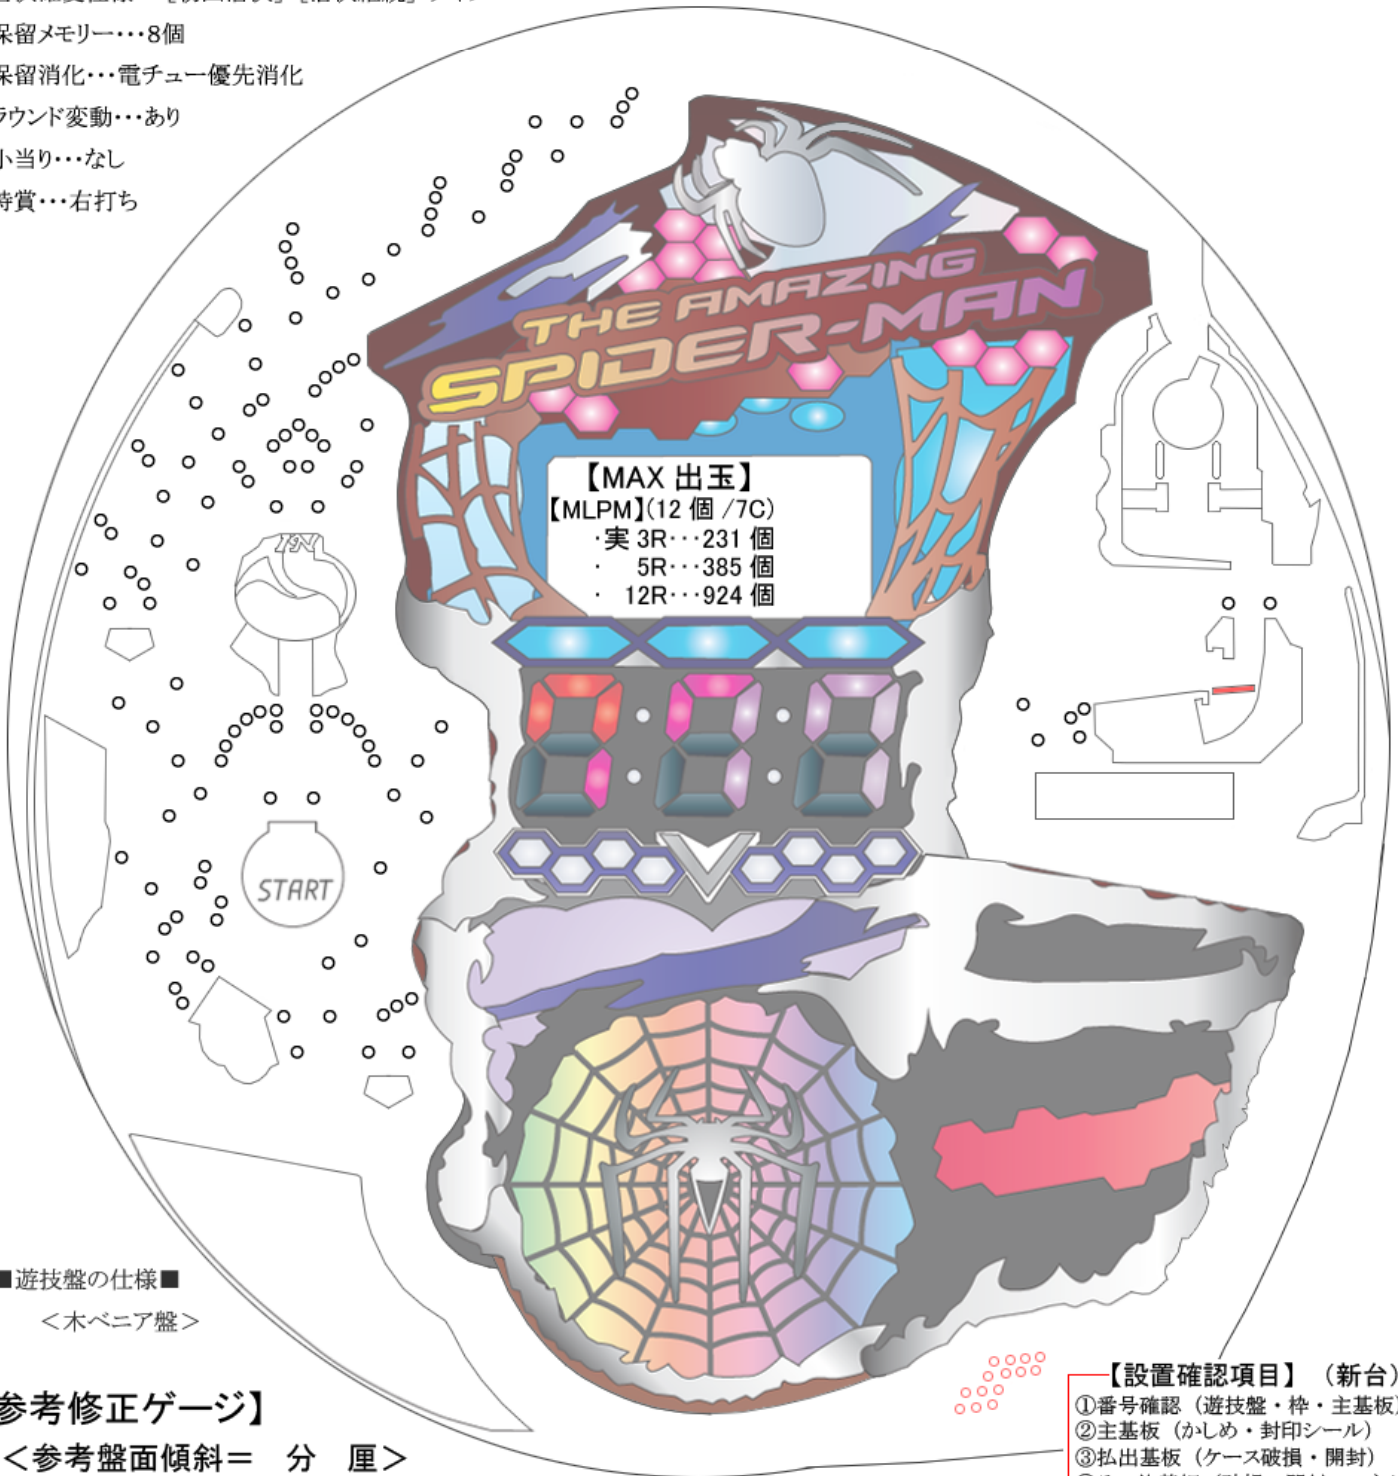 保留メモリー・・・8個
保留消化・・・電チュー優先消化
ラウンド変動・・・あり
小当り・・・なし
特賞・・・右打ち
THE AMAZING
SPIDER-MAN
【MAX 出玉】
【MLPM】(12 個 /7C)
・実 3R・・・231 個
・ 5R・・・385 個
・ 12R・・・924 個
START
■遊技盤の仕様■
＜木ベニア盤＞
参考修正ゲージ】
＜参考盤面傾斜＝ 分 厘＞
【設置確認項目】 （新台）
①番号確認（遊技盤・枠・主基板
②主基板（かしめ・封印シール）
③払出基板（ケース破損・開封）